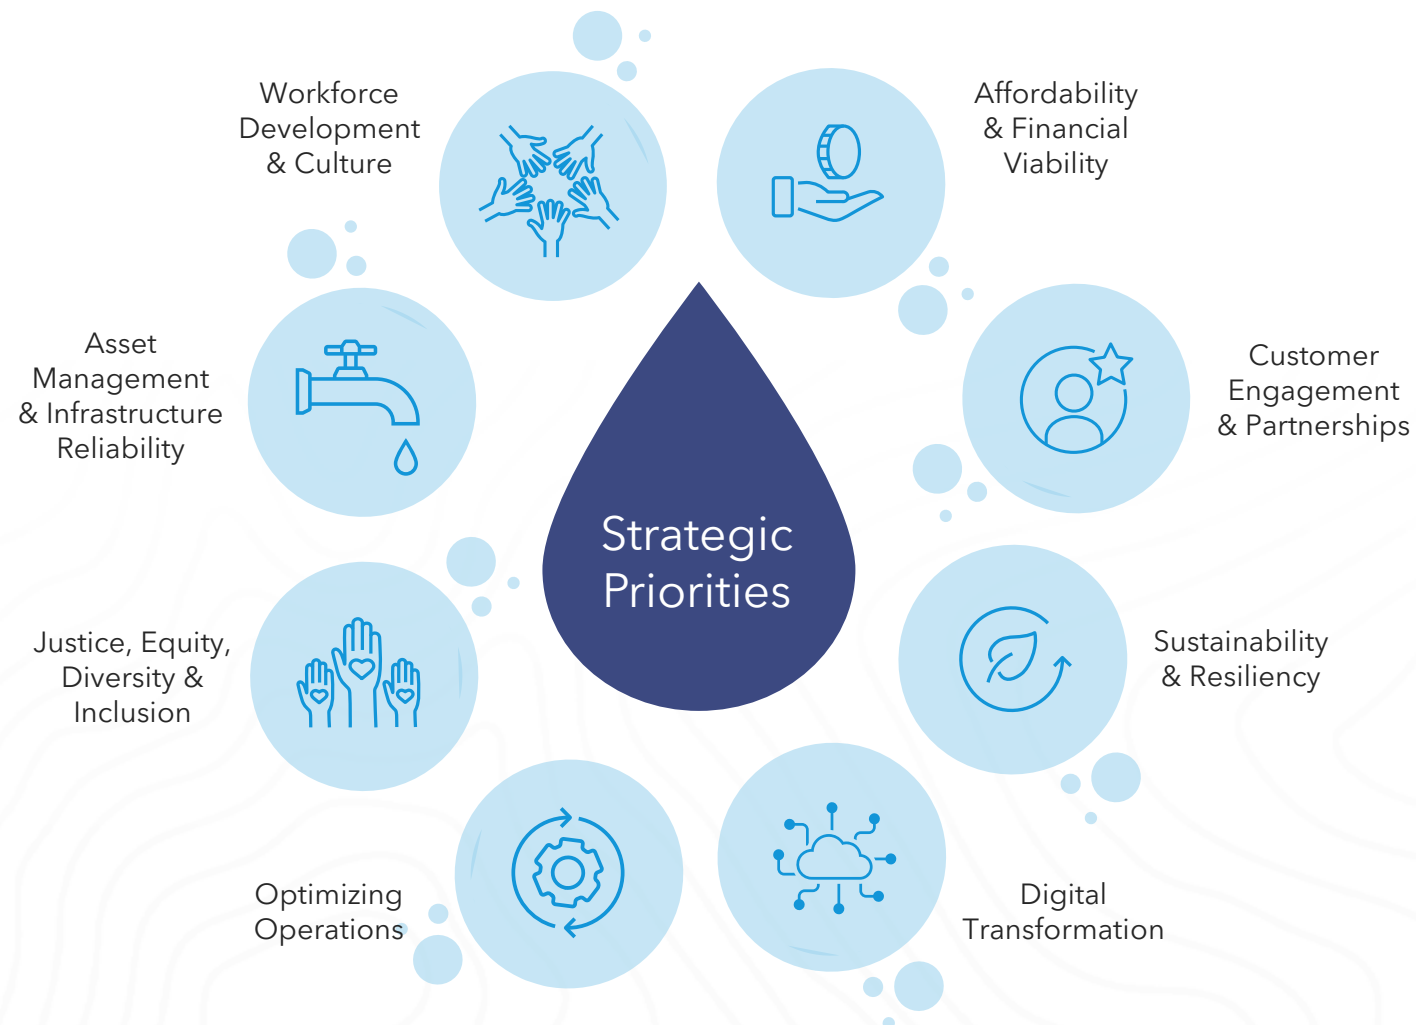 Workforce
Development
& Culture
Affordability
& Financial
Viability
Asset
Management
& Infrastructure
Reliability
Customer
Engagement
& Partnerships
Strategic
Priorities
Justice, Equity,
Diversity &
Inclusion
Sustainability
& Resiliency
Optimizing
Operations
Digital
Transformation